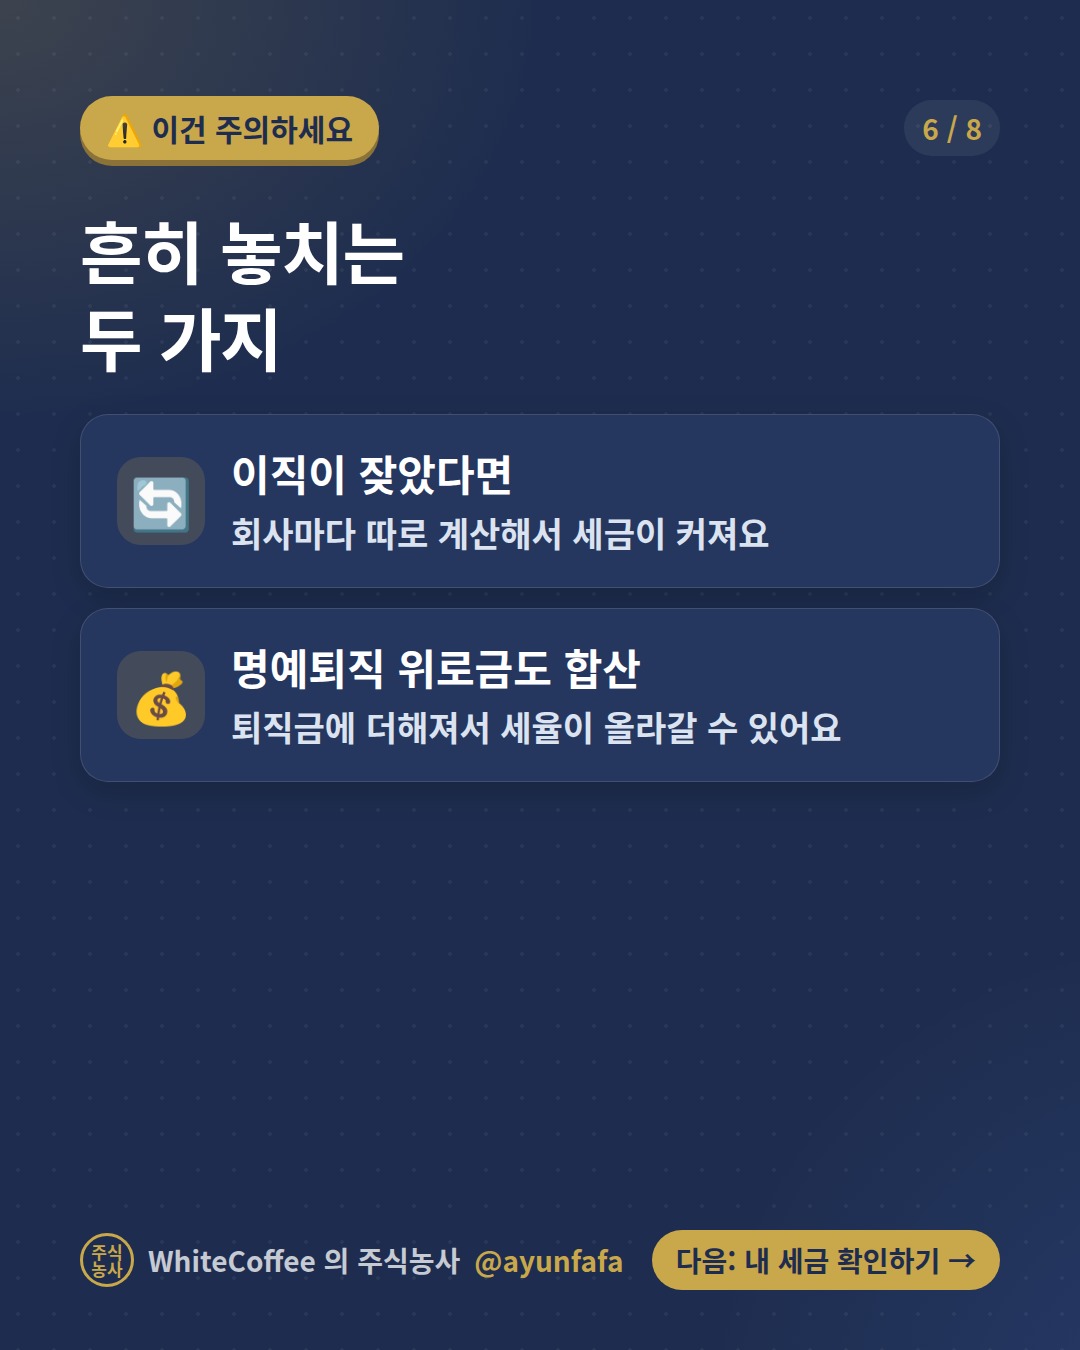 ⚠️ 이건 주의하세요
6 / 8
흔히 놓치는
두 가지
이직이 잦았다면
회사마다 따로 계산해서 세금이 커져요
명예퇴직 위로금도 합산
퇴직금에 더해져서 세율이 올라갈 수 있어요
주식
농사
WhiteCoffee 의 주식농사 @ayunfafa
다음: 내 세금 확인하기 →